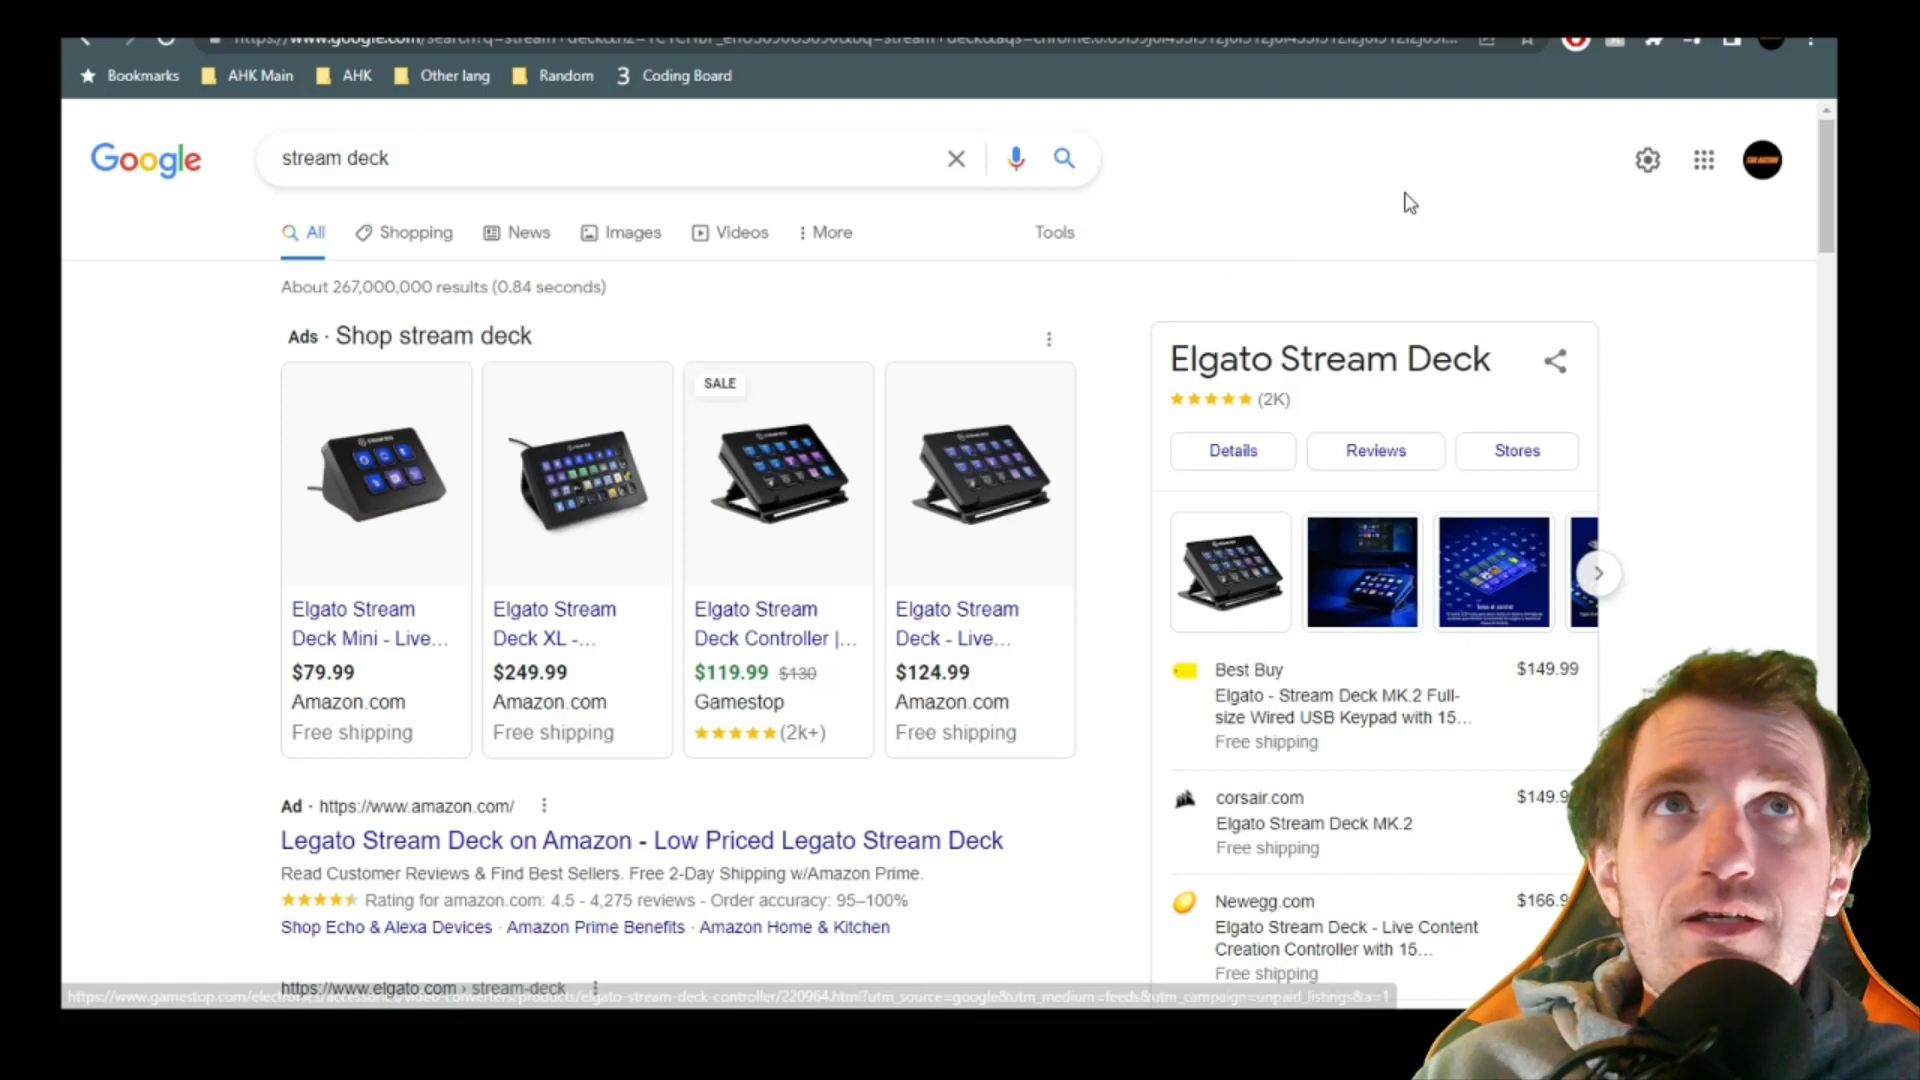 Bookmarks AHK Main AHK Other lang Random 3 Coding Board
Google stream deck
All Shopping News Images Videos More Tools
About 267,000,000 results (0.84 seconds)
Ads · Shop stream deck
SALE
Elgato Stream Deck Mini - Live...
$79.99
Amazon.com
Free shipping
Elgato Stream Deck XL -...
$249.99
Amazon.com
Free shipping
Elgato Stream Deck Controller |...
$119.99 $130
Gamestop
(2k+)
Elgato Stream Deck - Live...
$124.99
Amazon.com
Free shipping
Ad · https://www.amazon.com/
Legato Stream Deck on Amazon - Low Priced Legato Stream Deck
Read Customer Reviews & Find Best Sellers. Free 2-Day Shipping w/Amazon Prime.
Rating for amazon.com: 4.5 - 4,275 reviews - Order accuracy: 95–100%
Shop Echo & Alexa Devices · Amazon Prime Benefits · Amazon Home & Kitchen
https://www.elgato.com › stream-deck
Elgato Stream Deck
(2K)
Details Reviews Stores
Best Buy $149.99
Elgato - Stream Deck MK.2 Full-
size Wired USB Keypad with 15...
Free shipping
corsair.com $149.9
Elgato Stream Deck MK.2
Free shipping
Newegg.com $166.9
Elgato Stream Deck - Live Content
Creation Controller with 15...
Free shipping